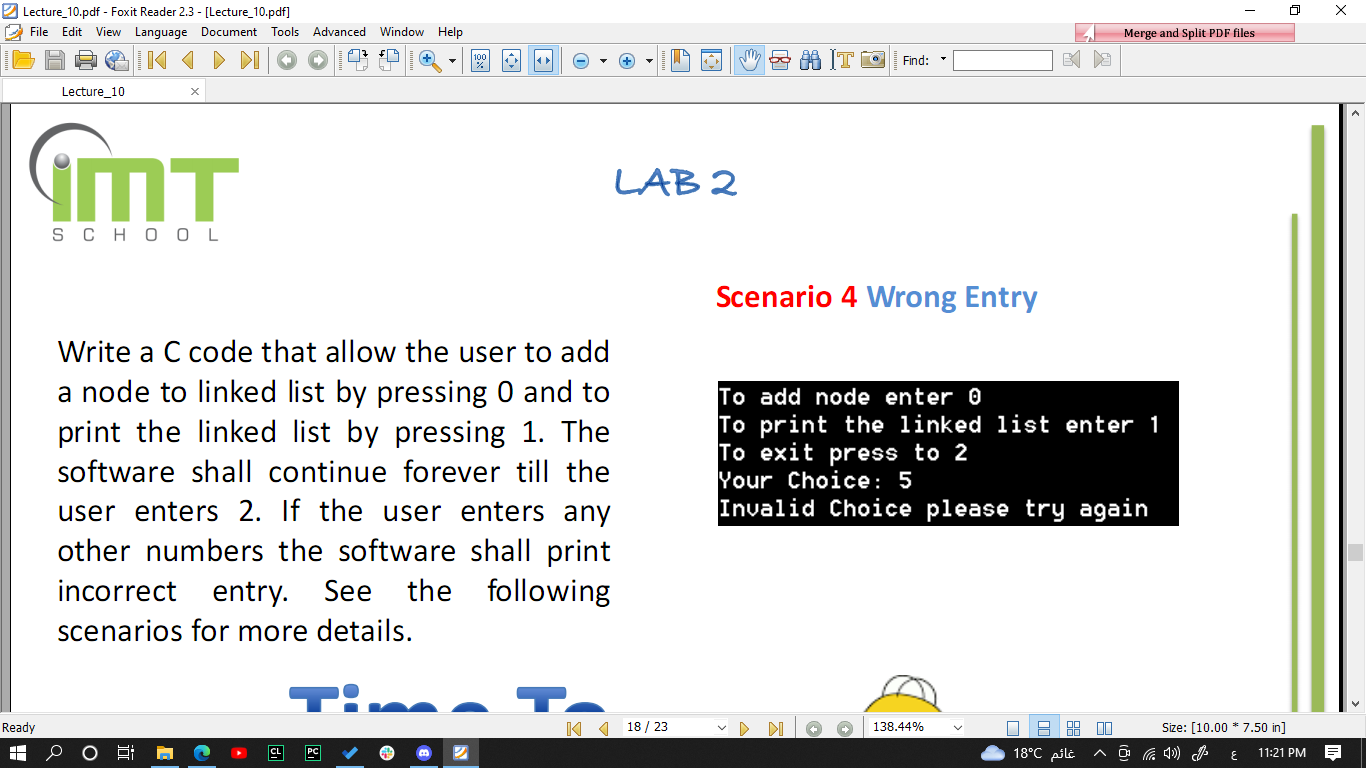 Lecture_10.pdf - Foxit Reader 2.3 - [Lecture_10.pdf]
File Edit View Language Document Tools Advanced Window Help
Merge and Split PDF files
100 %
Find:
Lecture_10
imT
SCHOOL
LAB 2
Scenario 4 Wrong Entry
Write a C code that allow the user to add
a node to linked list by pressing 0 and to
print the linked list by pressing 1. The
software shall continue forever till the
user enters 2. If the user enters any
other numbers the software shall print
incorrect entry. See the following
scenarios for more details.
To add node enter 0
To print the linked list enter 1
To exit press to 2
Your Choice: 5
Invalid Choice please try again
Time To
Ready
18 / 23
138.44%
Size: [10.00 * 7.50 in]
CL
PC
18°C غائم
ع
11:21 PM